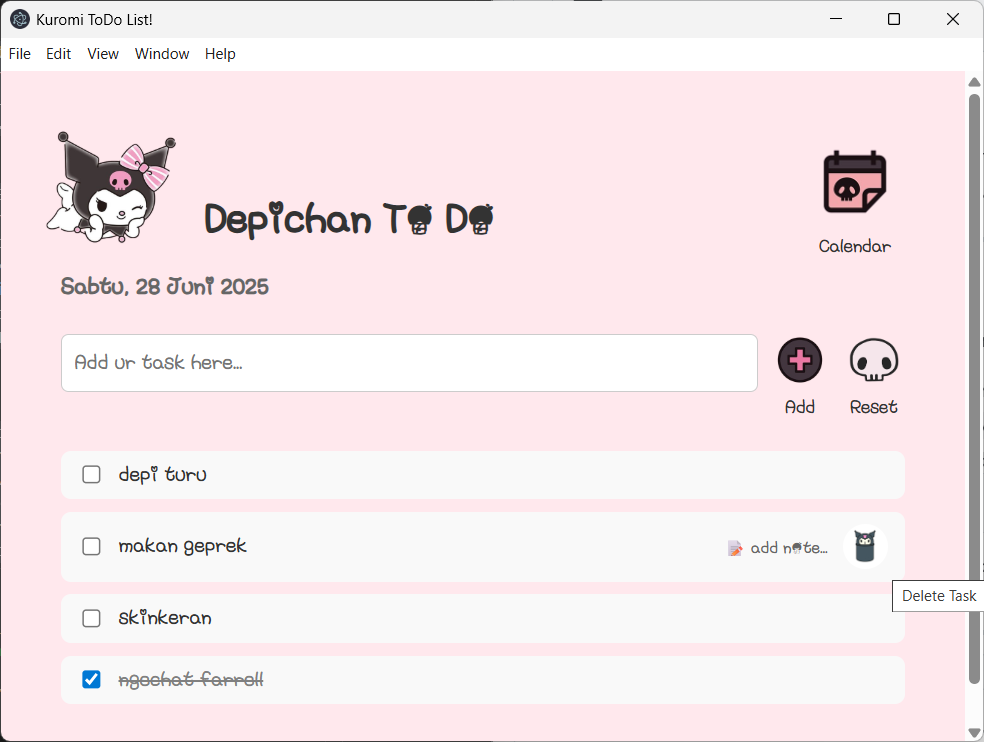 Kuromi ToDo List!
File Edit View Window Help
Depichan To Do
Calendar
Sabtu, 28 Juni 2025
Add ur task here...
Add
Reset
depi turu
makan geprek
add note...
Delete Task
skinkeran
ngechat farrell